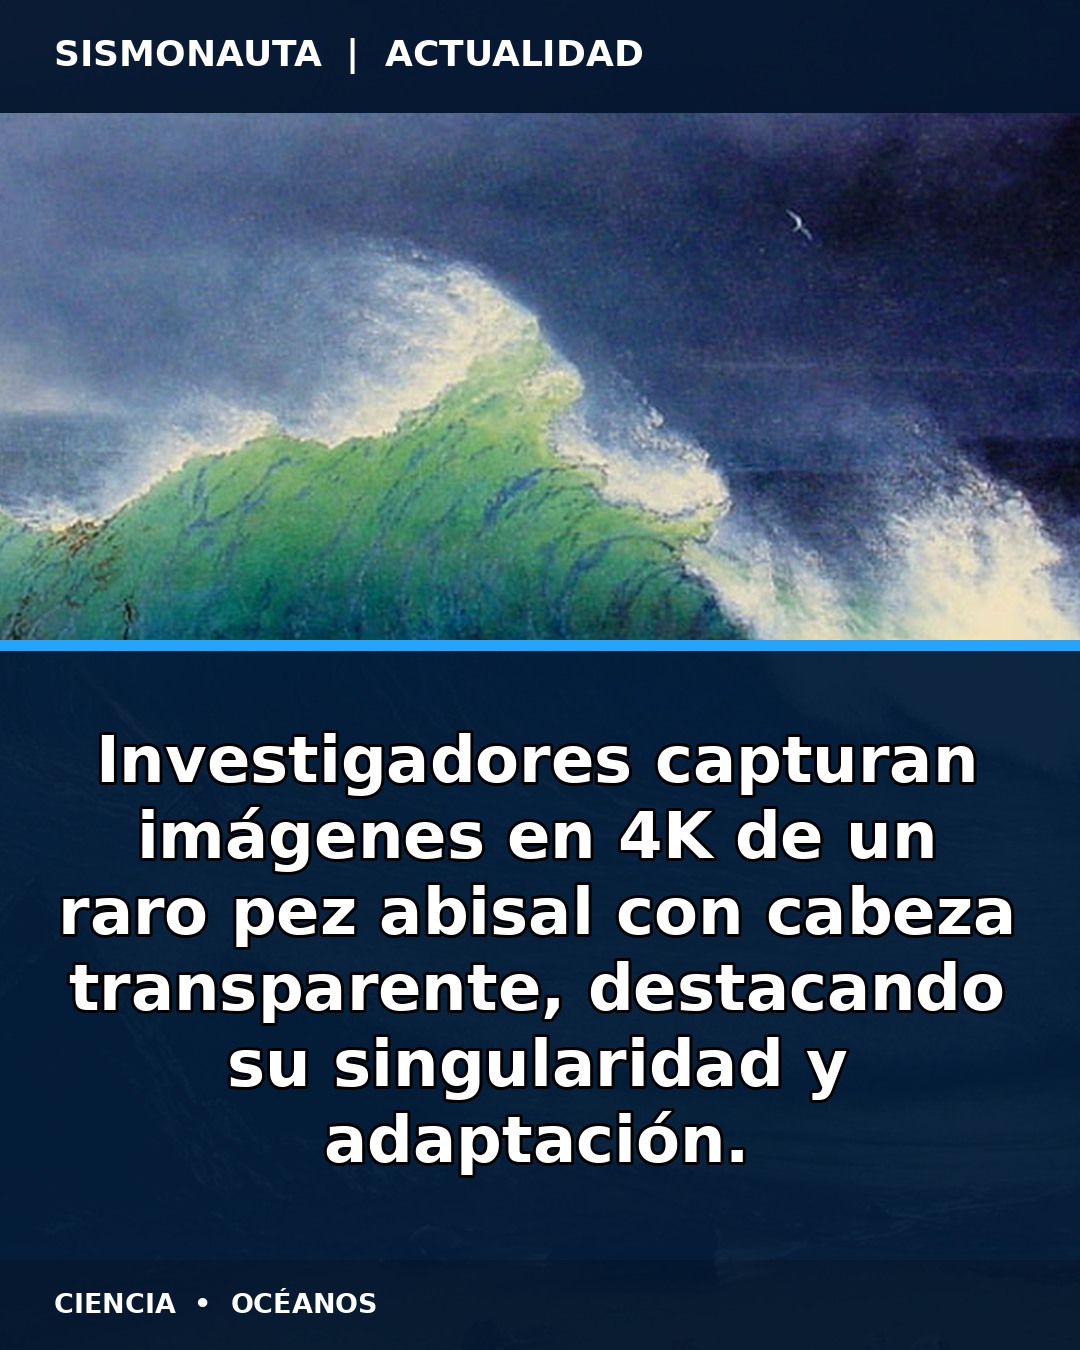 SISMONAUTA | ACTUALIDAD
Investigadores capturan
imágenes en 4K de un
raro pez abisal con cabeza
transparente, destacando
su singularidad y
adaptación.
CIENCIA • OCÉANOS